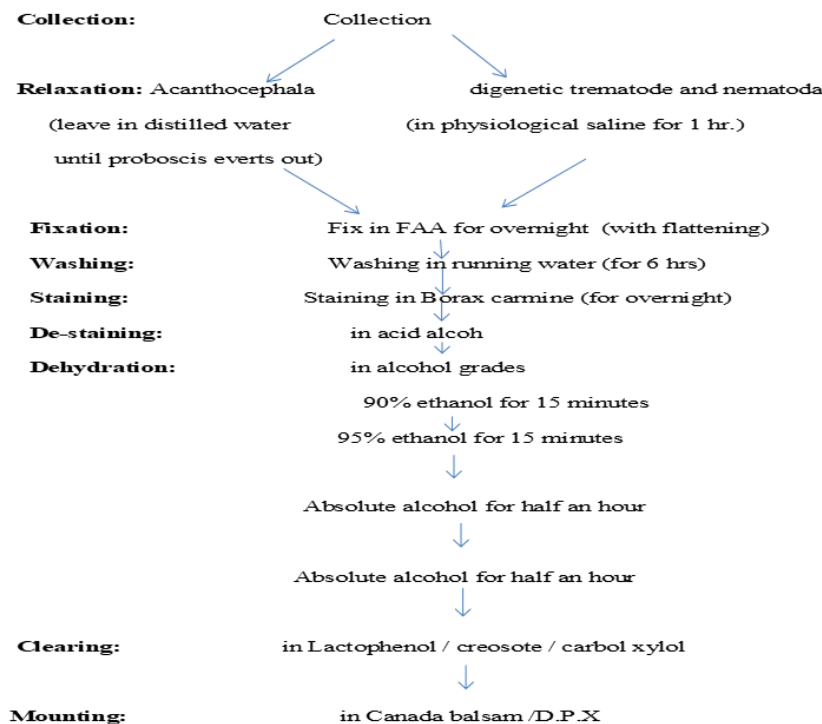 Collection: Collection
Relaxation: Acanthocephala digenetic trematode and nematoda
(leave in distilled water (in physiological saline for 1 hr.)
until proboscis everts out)
Fixation: Fix in FAA for overnight (with flattening)
Washing: Washing in running water (for 6 hrs)
Staining: Staining in Borax carmine (for overnight)
De-staining: in acid alcoh
Dehydration: in alcohol grades
90% ethanol for 15 minutes
95% ethanol for 15 minutes
Absolute alcohol for half an hour
Absolute alcohol for half an hour
Clearing: in Lactophenol / creosote / carbol xylol
Mounting: in Canada balsam /D.P.X